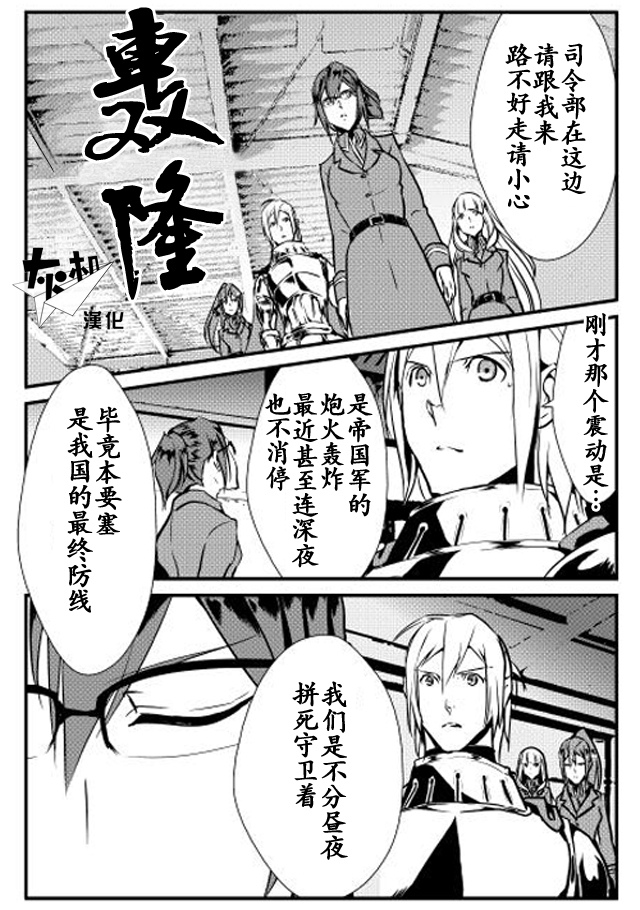 司令部在这边
请跟我来
路不好走请小心
轰隆
灰机
漢化
刚才那个震动是…
是帝国军的
炮火轰炸
最近甚至连深夜
也不消停
毕竟本要塞
是我国的最终防线
我们是不分昼夜
拼死守卫着